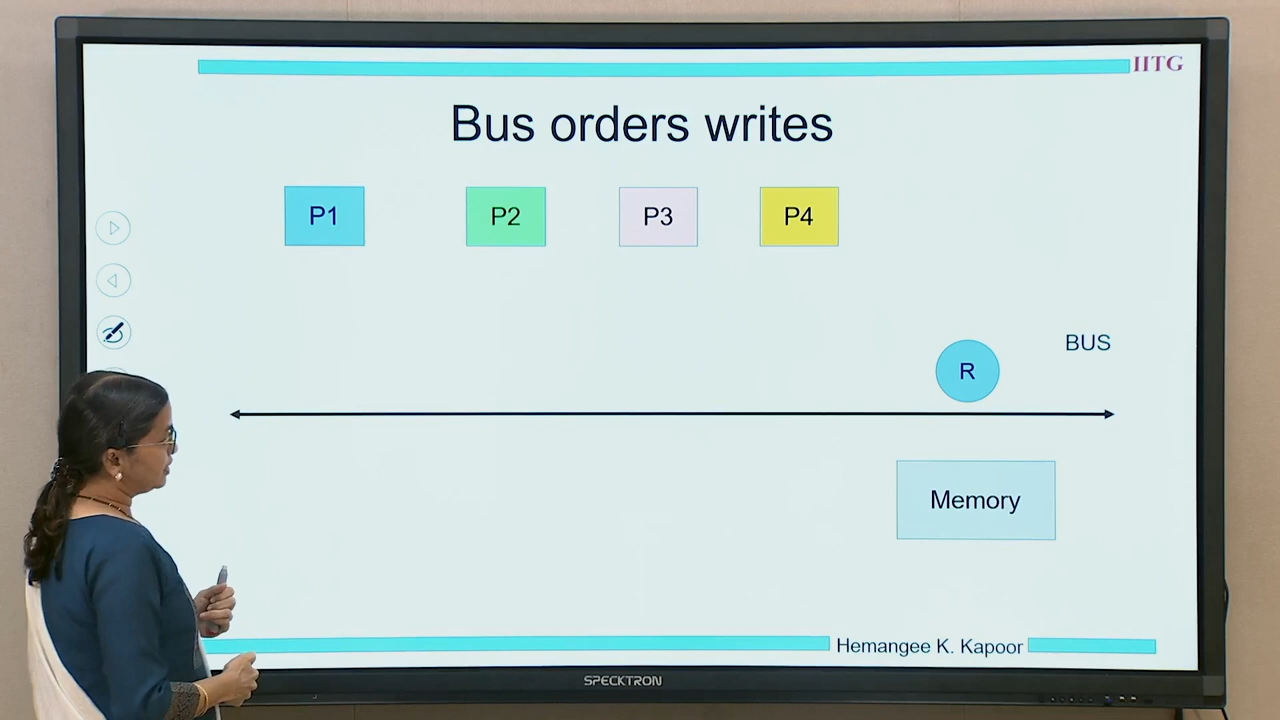 IITG
Bus orders writes
P1 P2 P3 P4
BUS
R
Memory
Hemangee K. Kapoor
SPECKTRON